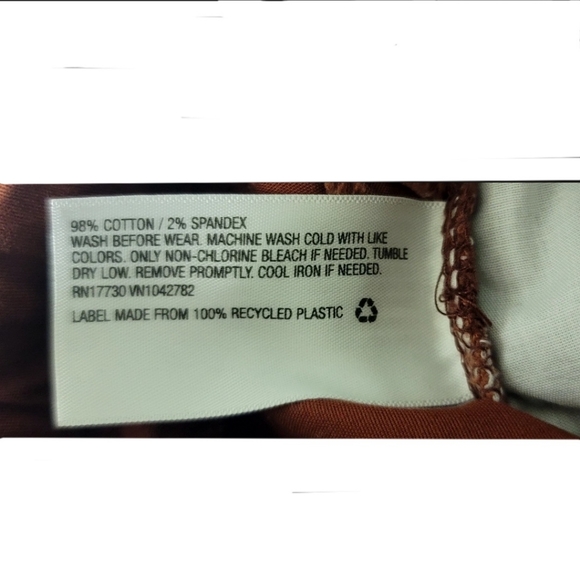 98% COTTON / 2% SPANDEX
WASH BEFORE WEAR. MACHINE WASH COLD WITH LIKE
COLORS. ONLY NON-CHLORINE BLEACH IF NEEDED. TUMBLE
DRY LOW. REMOVE PROMPTLY. COOL IRON IF NEEDED.
RN17730 VN1042782
LABEL MADE FROM 100% RECYCLED PLASTIC